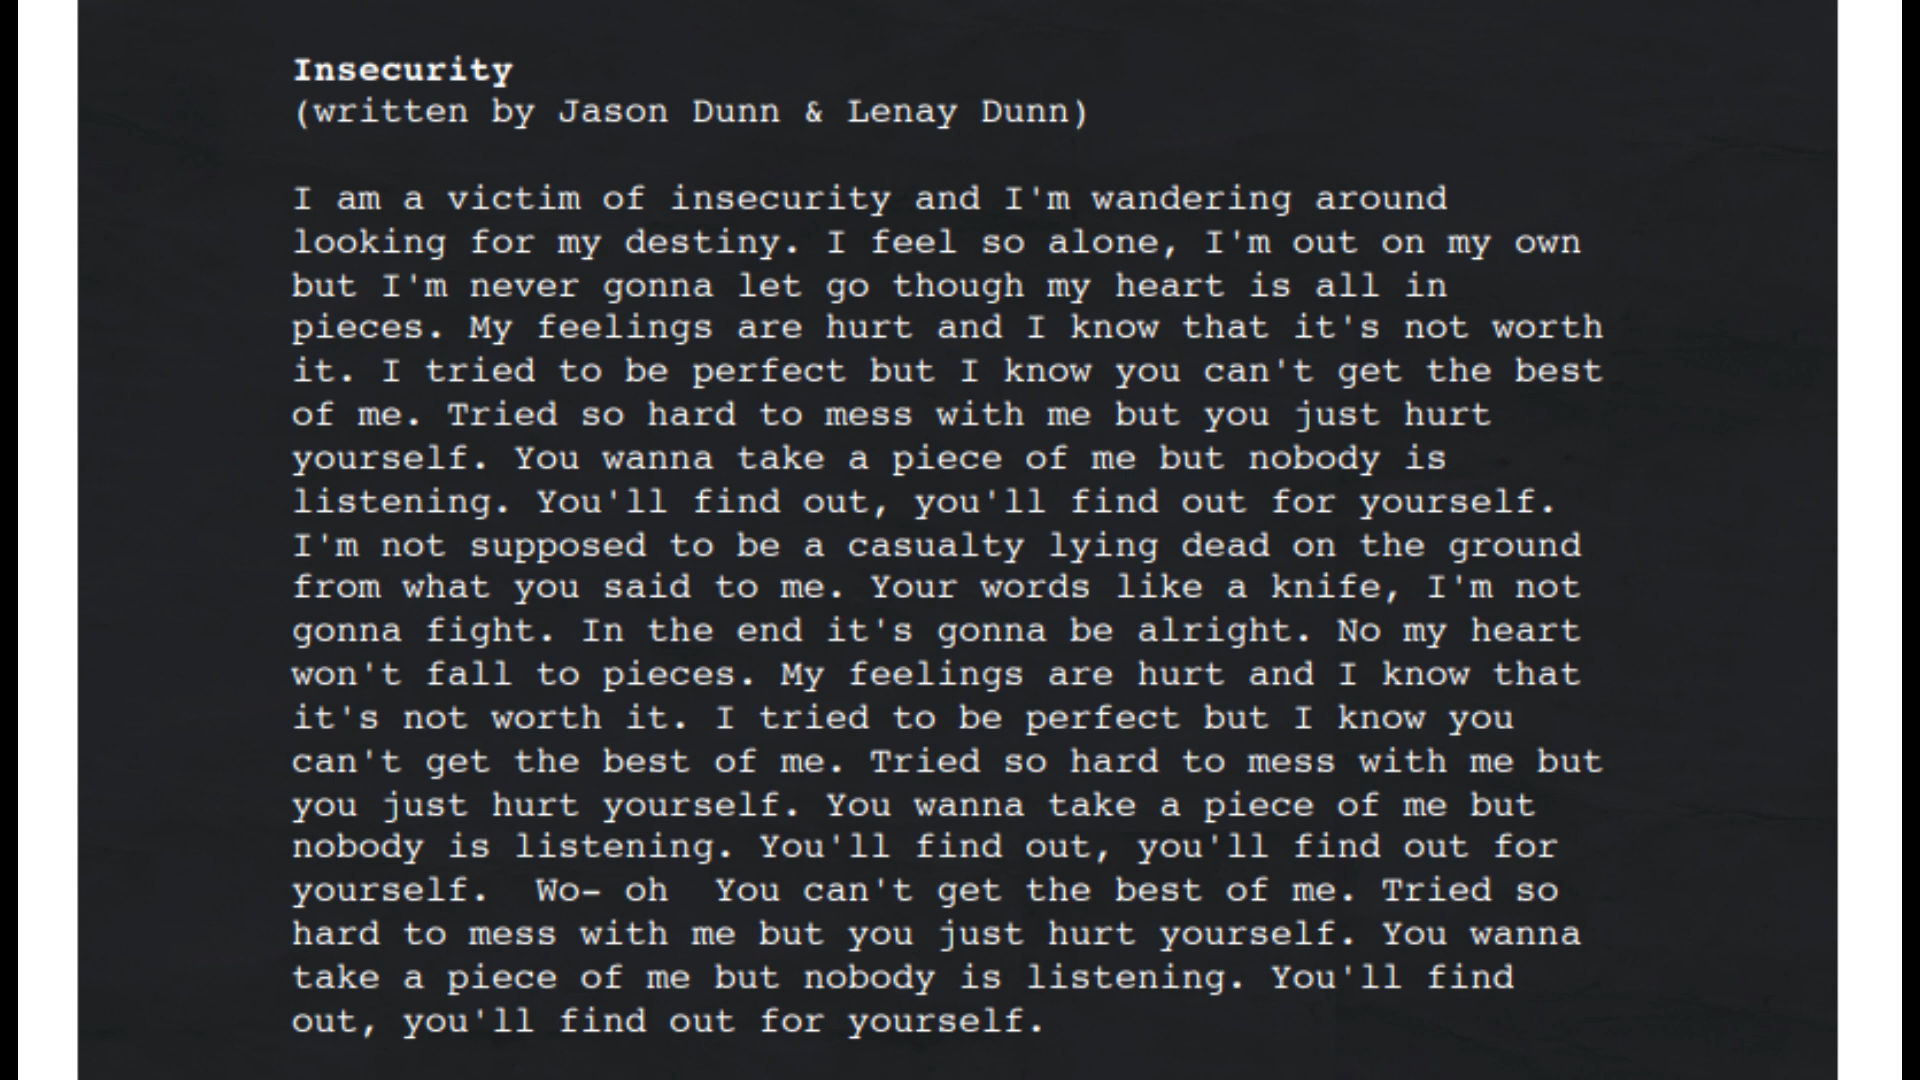 Insecurity
(written by Jason Dunn & Lenay Dunn)
I am a victim of insecurity and I'm wandering around
looking for my destiny. I feel so alone, I'm out on my own
but I'm never gonna let go though my heart is all in
pieces. My feelings are hurt and I know that it's not worth
it. I tried to be perfect but I know you can't get the best
of me. Tried so hard to mess with me but you just hurt
yourself. You wanna take a piece of me but nobody is
listening. You'll find out, you'll find out for yourself.
I'm not supposed to be a casualty lying dead on the ground
from what you said to me. Your words like a knife, I'm not
gonna fight. In the end it's gonna be alright. No my heart
won't fall to pieces. My feelings are hurt and I know that
it's not worth it. I tried to be perfect but I know you
can't get the best of me. Tried so hard to mess with me but
you just hurt yourself. You wanna take a piece of me but
nobody is listening. You'll find out, you'll find out for
yourself.  Wo- oh  You can't get the best of me. Tried so
hard to mess with me but you just hurt yourself. You wanna
take a piece of me but nobody is listening. You'll find
out, you'll find out for yourself.